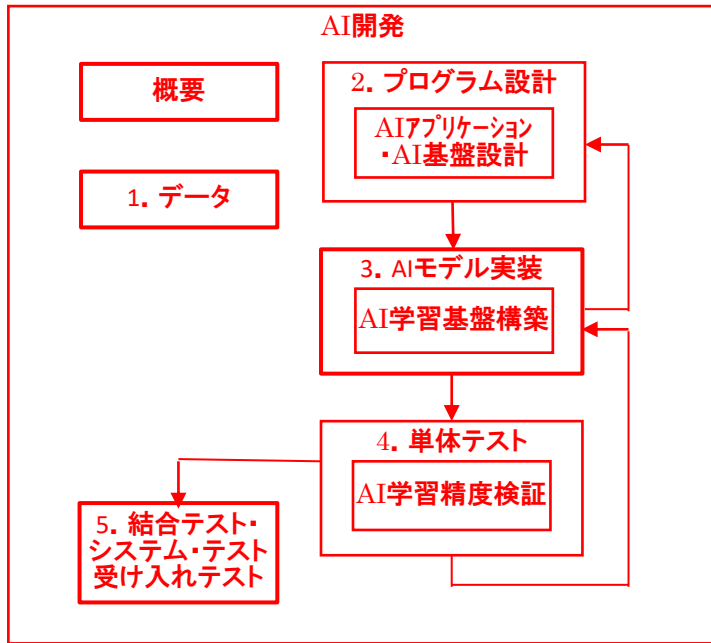 AI開発
概要
1. データ
2. プログラム設計
AIアプリケーション
・AI基盤設計
3. AIモデル実装
AI学習基盤構築
4. 単体テスト
AI学習精度検証
5. 結合テスト・
システム・テスト
受け入れテスト